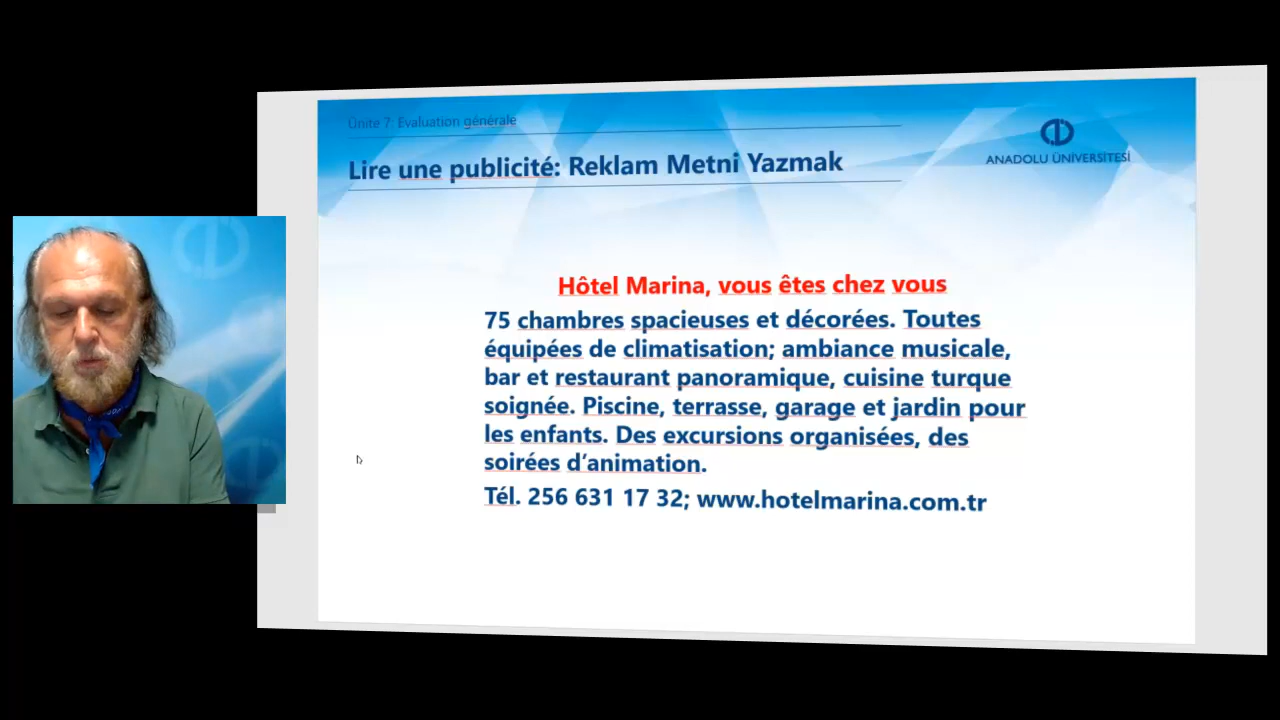 Ünite 7: Evaluation générale
Lire une publicité: Reklam Metni Yazmak
ANADOLU ÜNİVERSİTESİ
Hôtel Marina, vous êtes chez vous
75 chambres spacieuses et décorées. Toutes
équipées de climatisation; ambiance musicale,
bar et restaurant panoramique, cuisine turque
soignée. Piscine, terrasse, garage et jardin pour
les enfants. Des excursions organisées, des
soirées d’animation.
Tél. 256 631 17 32; www.hotelmarina.com.tr